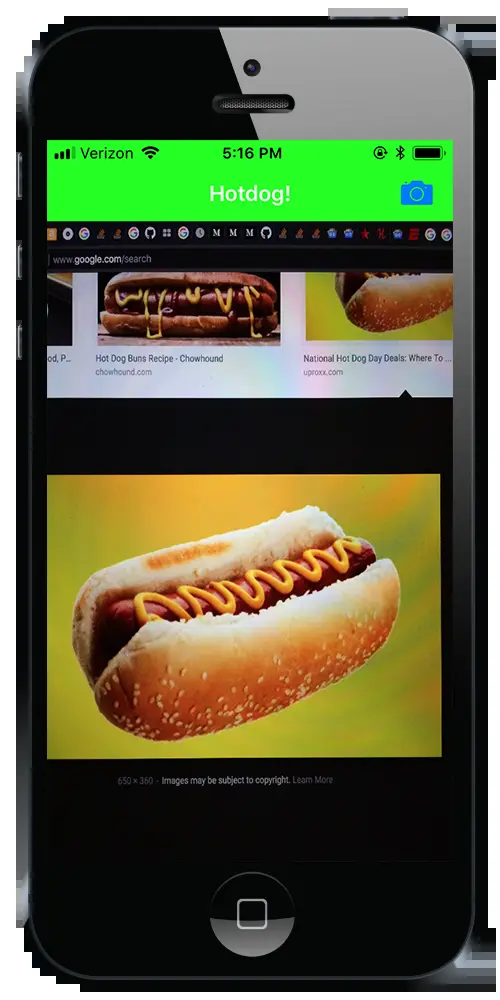 Verizon 5:16 PM
Hotdog!
M M M
www.google.com/search
od, P... Hot Dog Buns Recipe - Chowhound National Hot Dog Day Deals: Where To ...
chowhound.com uproxx.com
650 × 360 - Images may be subject to copyright. Learn More